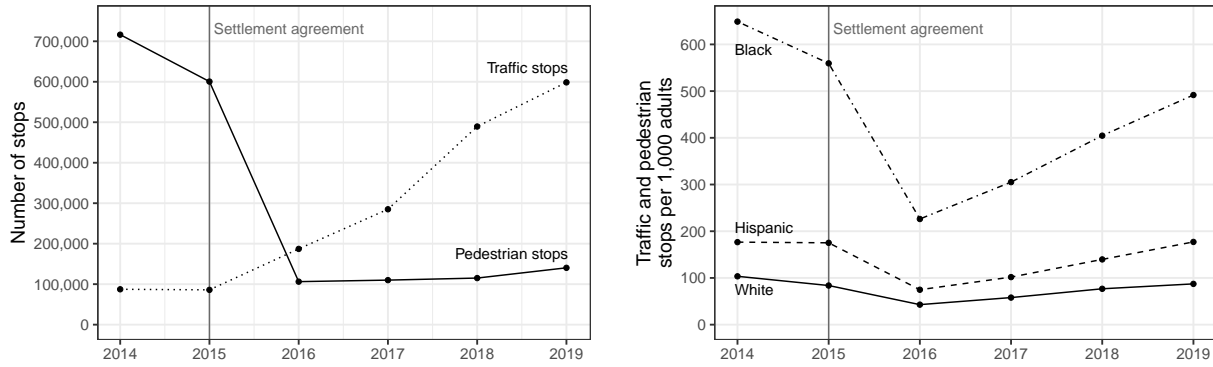 Number of stops
700,000
600,000
500,000
400,000
300,000
200,000
100,000
0
Settlement agreement
Traffic stops
Pedestrian stops
2014 2015 2016 2017 2018 2019
Traffic and pedestrian
stops per 1,000 adults
600
500
400
300
200
100
0
Settlement agreement
Black
Hispanic
White
2014 2015 2016 2017 2018 2019